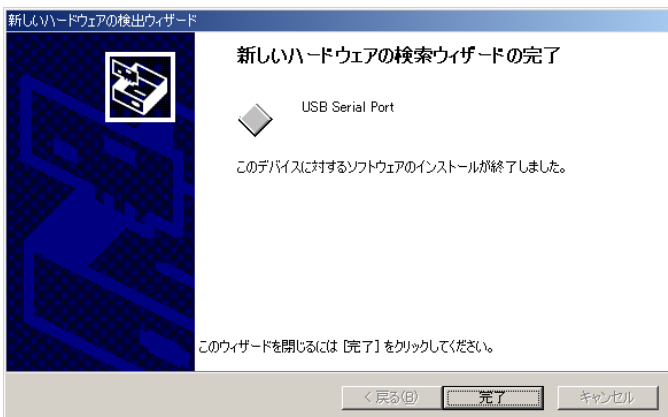 新しいハードウェアの検出ウィザード
新しいハードウェアの検索ウィザードの完了
USB Serial Port
このデバイスに対するソフトウェアのインストールが終了しました。
このウィザードを閉じるには [完了] をクリックしてください。
< 戻る(B) 完了 キャンセル